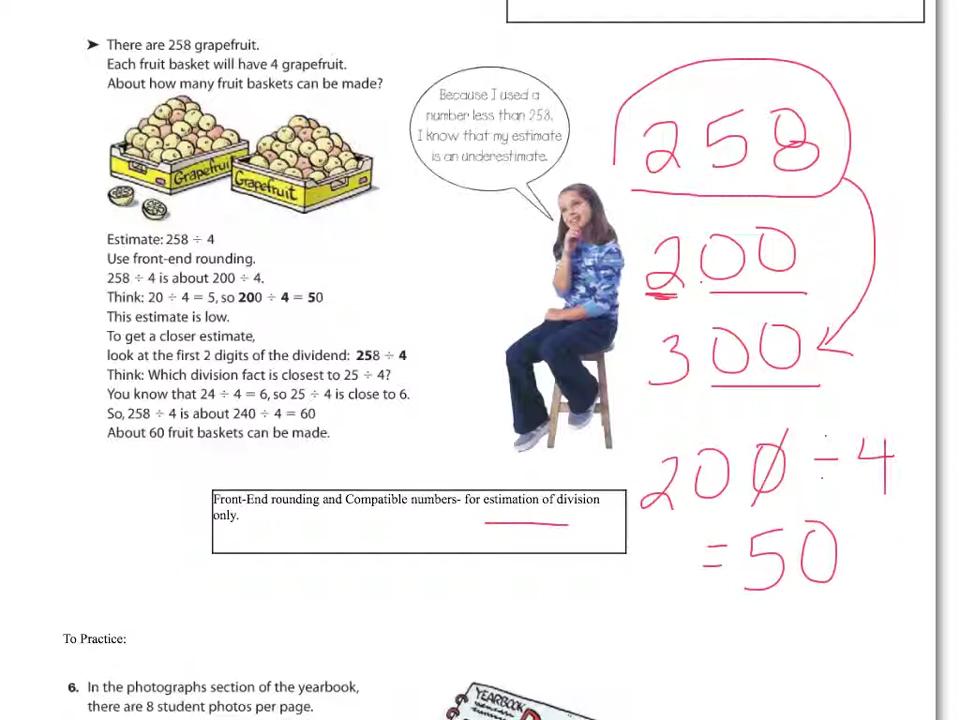 ➤ There are 258 grapefruit.
Each fruit basket will have 4 grapefruit.
About how many fruit baskets can be made?
Because I used a
number less than 258,
I know that my estimate
is an underestimate.
Grapefruit
Grapefruit
Estimate: 258 ÷ 4
Use front-end rounding.
258 ÷ 4 is about 200 ÷ 4.
Think: 20 ÷ 4 = 5, so 200 ÷ 4 = 50
This estimate is low.
To get a closer estimate,
look at the first 2 digits of the dividend: 258 ÷ 4
Think: Which division fact is closest to 25 ÷ 4?
You know that 24 ÷ 4 = 6, so 25 ÷ 4 is close to 6.
So, 258 ÷ 4 is about 240 ÷ 4 = 60
About 60 fruit baskets can be made.
258
200
300
200 ÷ 4
= 50
Front-End rounding and Compatible numbers- for estimation of division
only.
To Practice:
6. In the photographs section of the yearbook,
there are 8 student photos per page.
YEARBOOK